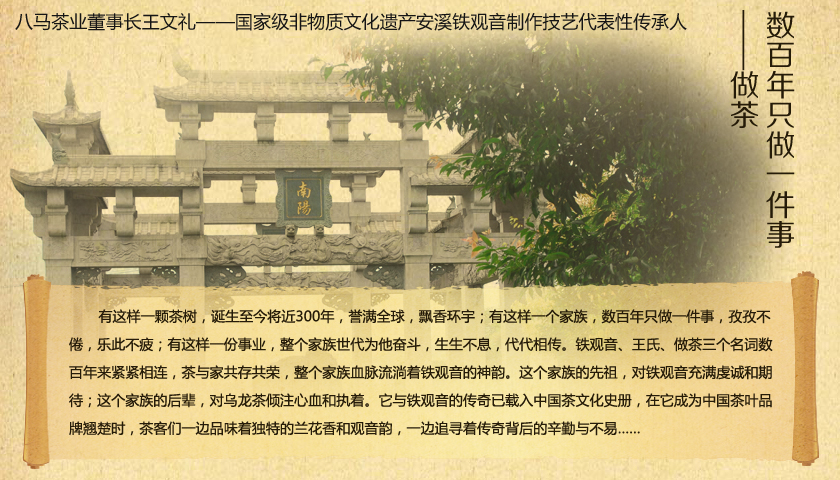 八马茶业董事长王文礼——国家级非物质文化遗产安溪铁观音制作技艺代表性传承人
数百年只做一件事
——做茶
南陽
有这样一颗茶树，诞生至今将近300年，誉满全球，飘香环宇；有这样一个家族，数百年只做一件事，孜孜不
倦，乐此不疲；有这样一份事业，整个家族世代为他奋斗，生生不息，代代相传。铁观音、王氏、做茶三个名词数
百年来紧紧相连，茶与家共存共荣，整个家族血脉流淌着铁观音的神韵。这个家族的先祖，对铁观音充满虔诚和期
待；这个家族的后辈，对乌龙茶倾注心血和执着。它与铁观音的传奇已载入中国茶文化史册，在它成为中国茶叶品
牌翘楚时，茶客们一边品味着独特的兰花香和观音韵，一边追寻着传奇背后的辛勤与不易......